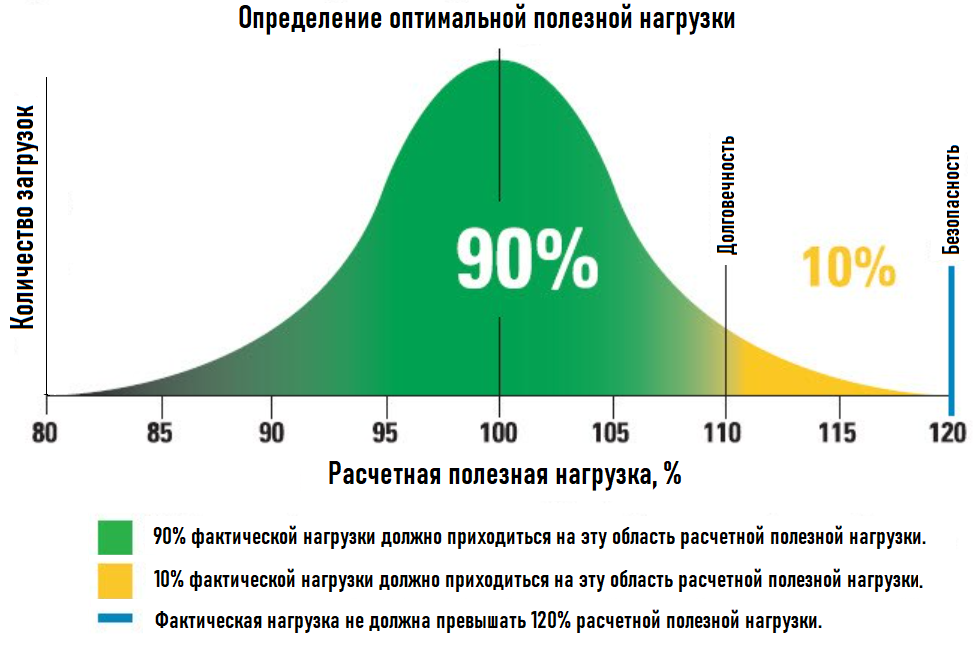 Определение оптимальной полезной нагрузки
Количество загрузок
90%
Долговечность
10%
Безопасность
80 85 90 95 100 105 110 115 120
Расчетная полезная нагрузка, %
90% фактической нагрузки должно приходиться на эту область расчетной полезной нагрузки.
10% фактической нагрузки должно приходиться на эту область расчетной полезной нагрузки.
Фактическая нагрузка не должна превышать 120% расчетной полезной нагрузки.